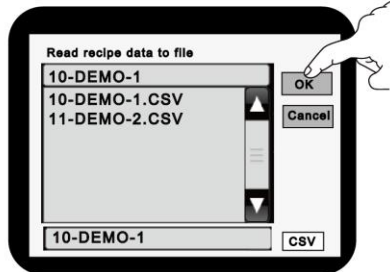 Read recipe data to file
10-DEMO-1
OK
10-DEMO-1.CSV
11-DEMO-2.CSV
Cancel
10-DEMO-1
CSV